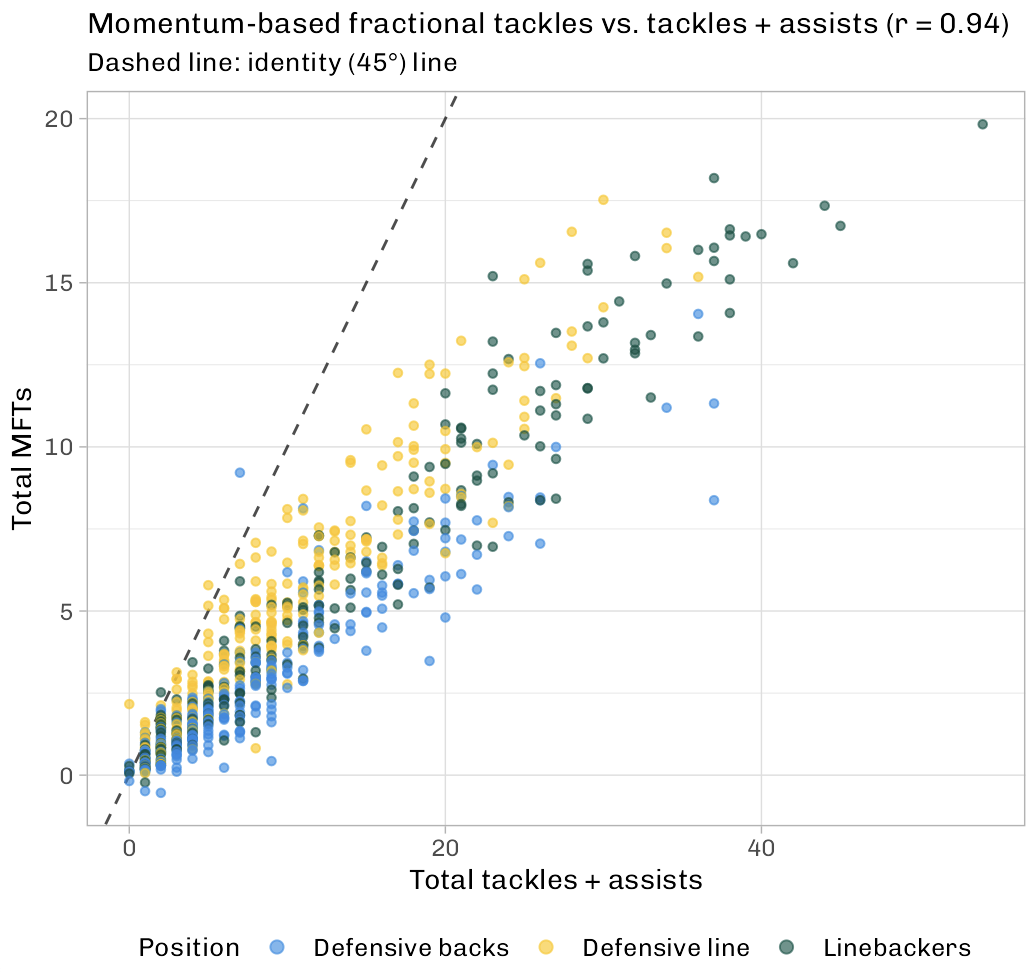 Momentum-based fractional tackles vs. tackles + assists (r = 0.94)
Dashed line: identity (45°) line
20
15
10
5
0
Total MFTs
0 20 40
Total tackles + assists
Position Defensive backs Defensive line Linebackers